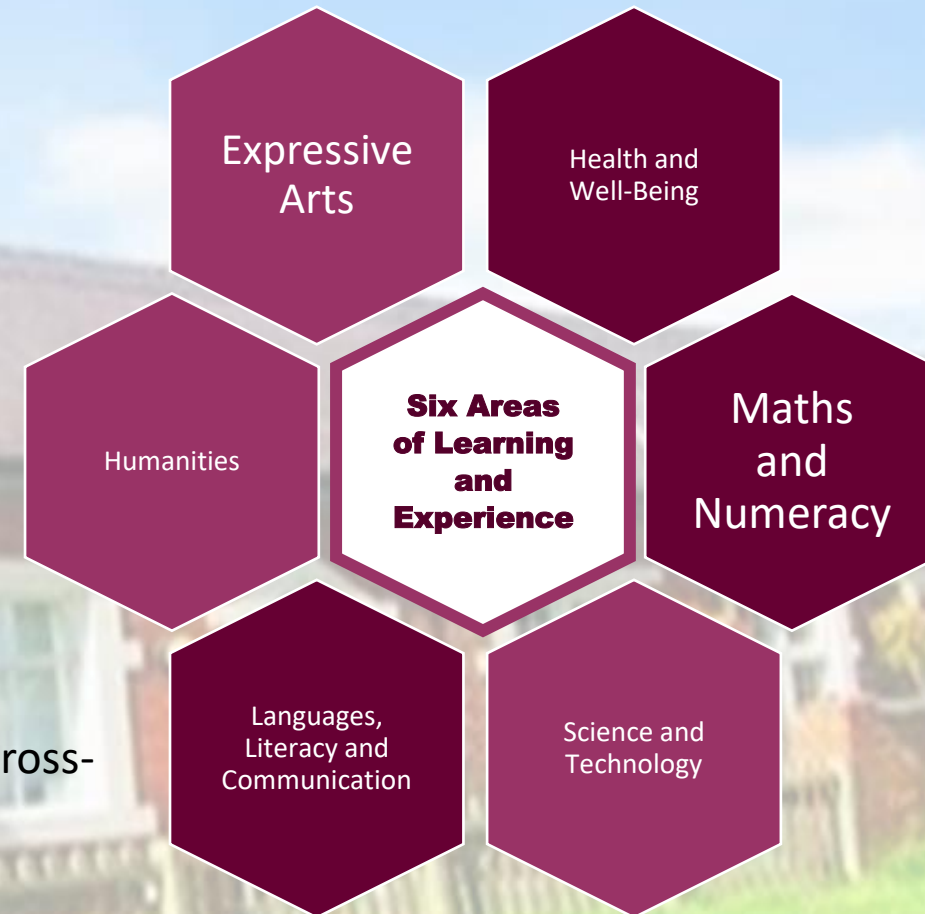 Expressive
Arts
Health and
Well-Being
Humanities
Six Areas
of Learning
and
Experience
Maths
and
Numeracy
Languages,
Literacy and
Communication
Science and
Technology
ross-